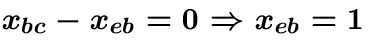 x_{bc} − x_{eb} = 0 ⇒ x_{eb} = 1